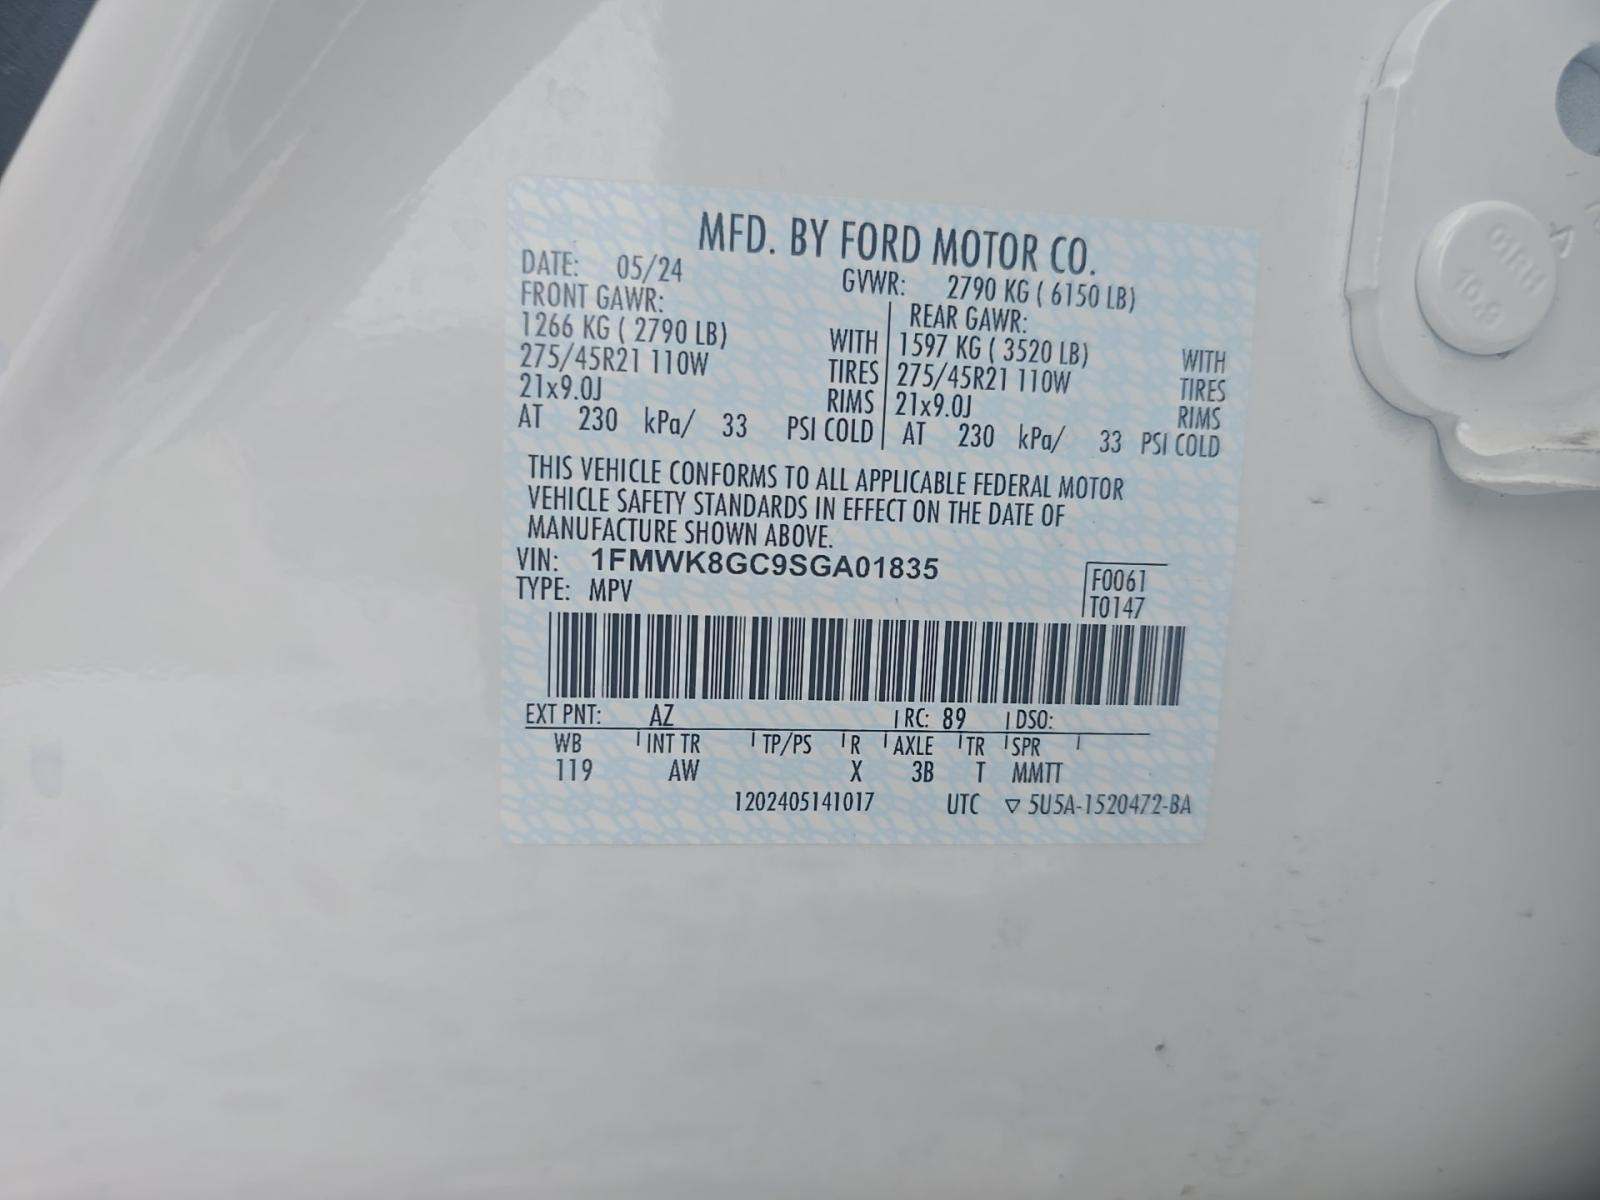 MFD. BY FORD MOTOR CO.
DATE: 05/24 GVWR: 2790 KG ( 6150 LB)
FRONT GAWR: REAR GAWR:
1266 KG ( 2790 LB) WITH 1597 KG ( 3520 LB) WITH
275/45R21 110W TIRES 275/45R21 110W TIRES
21x9.0J RIMS 21x9.0J RIMS
AT 230 kPa/ 33 PSI COLD AT 230 kPa/ 33 PSI COLD
THIS VEHICLE CONFORMS TO ALL APPLICABLE FEDERAL MOTOR
VEHICLE SAFETY STANDARDS IN EFFECT ON THE DATE OF
MANUFACTURE SHOWN ABOVE.
VIN: 1FMWK8GC9SGA01835
TYPE: MPV
F0061
T0147
EXT PNT: AZ RC: 89 DSO:
WB INT TR TP/PS R AXLE TR SPR
119 AW X 3B T MMTT
1202405141017 UTC ▽ 5U5A-1520472-BA
10.9